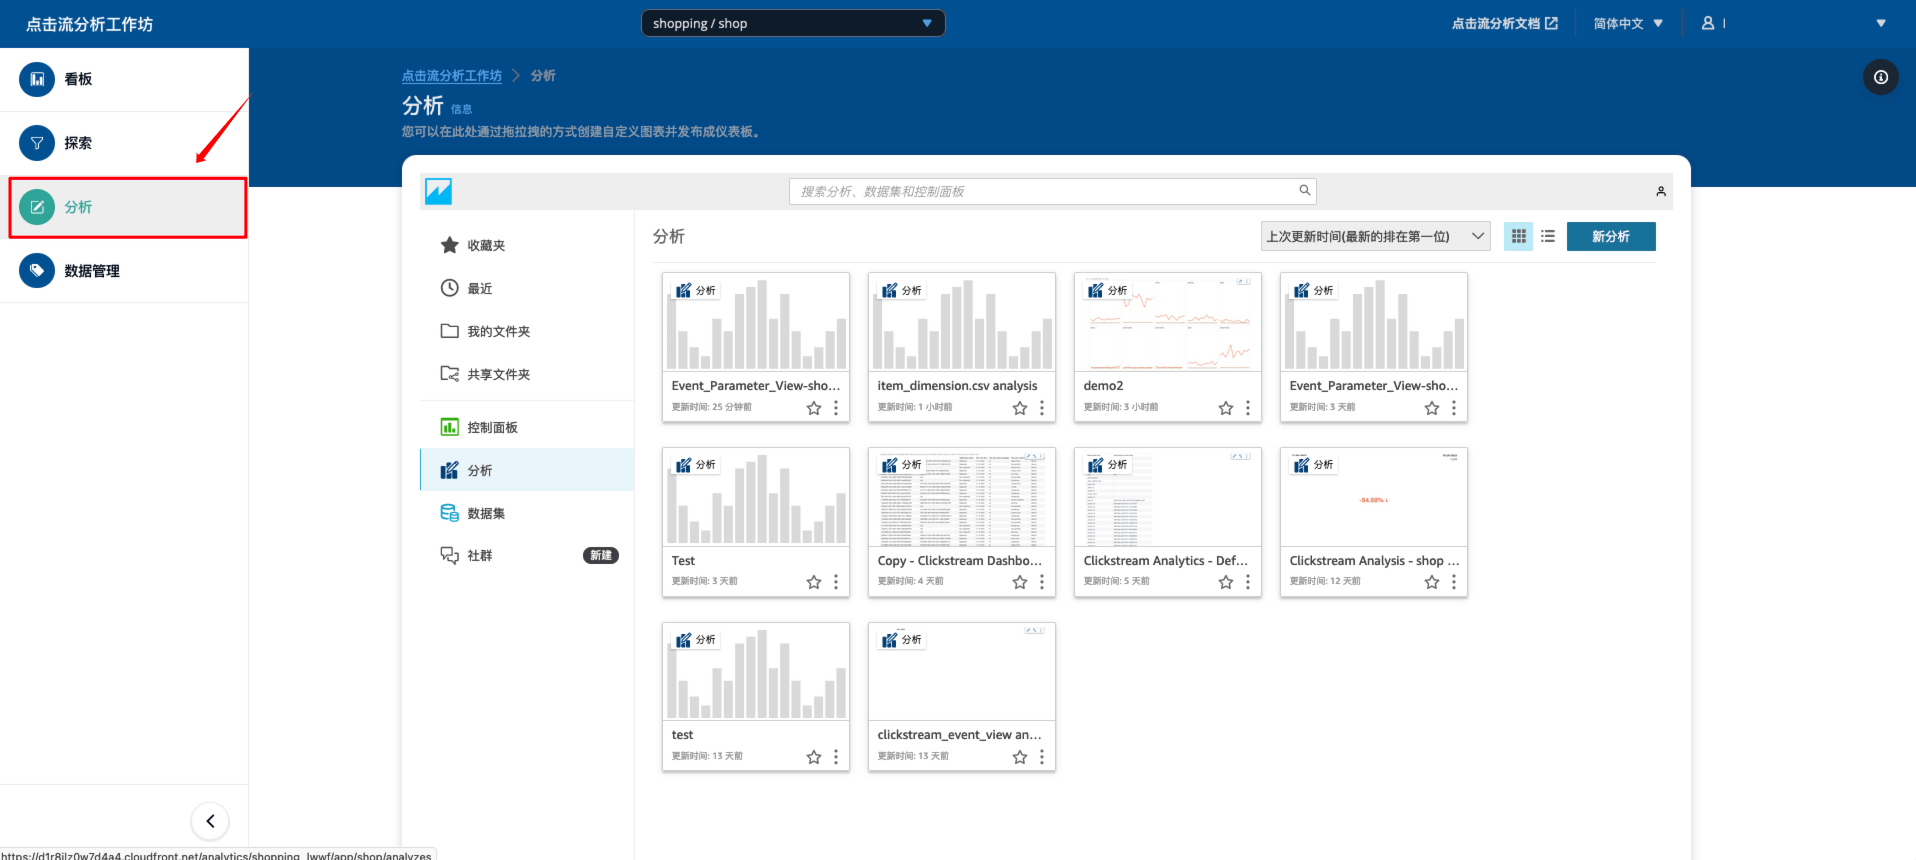 点击流分析工作坊
shopping / shop
点击流分析文档
简体中文
看板
探索
分析
数据管理
点击流分析工作坊 > 分析
分析 信息
您可以在此处通过拖拉拽的方式创建自定义图表并发布成仪表板。
搜索分析、数据集和控制面板
收藏夹
最近
我的文件夹
共享文件夹
控制面板
分析
数据集
社群 新建
分析
上次更新时间(最新的排在第一位)
新分析
分析
Event_Parameter_View-sho...
更新时间: 25 分钟前
分析
item_dimension.csv analysis
更新时间: 1 小时前
分析
demo2
更新时间: 3 小时前
分析
Event_Parameter_View-sho...
更新时间: 3 天前
分析
Test
更新时间: 3 天前
分析
Copy - Clickstream Dashbo...
更新时间: 4 天前
分析
Clickstream Analytics - Def...
更新时间: 5 天前
分析
-84.88%
Clickstream Analysis - shop ...
更新时间: 12 天前
分析
test
更新时间: 13 天前
分析
clickstream_event_view an...
更新时间: 13 天前